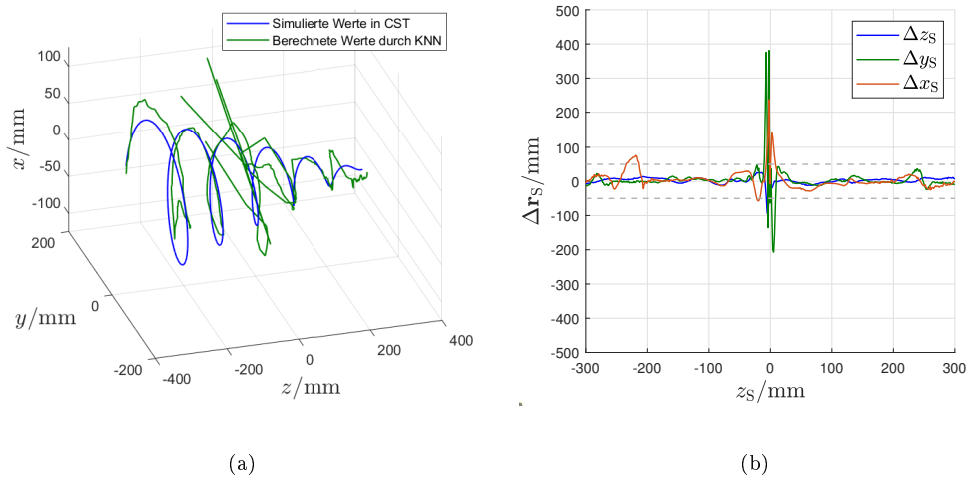 Simulierte Werte in CST
Berechnete Werte durch KNN
100
50
0
-50
-100
x/mm
200
0
-200
y/mm
-400
-200
0
200
400
z/mm
(a)
500
400
300
200
100
0
-100
-200
-300
-400
-500
Δr_S/mm
Δz_S
Δy_S
Δx_S
-300
-200
-100
0
100
200
300
z_S/mm
(b)